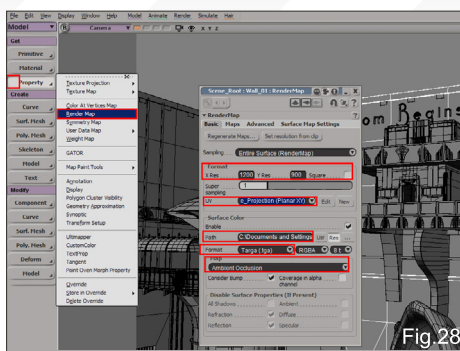 File Edit View Display Window Help Model Animate Render Simulate Hair
Model
Camera
X Y Z
Get
Primitive
Material
Property
Create
Curve
Surf. Mesh
Poly. Mesh
Skeleton
Model
Text
Modify
Component
Curve
Surf. Mesh
Poly. Mesh
Deform
Model
Texture Projection
Texture Map
Color At Vertices Map
Render Map
Symmetry Map
User Data Map
Weight Map
GATOR
Map Paint Tools
Annotation
Display
Polygon Cluster Visibility
Geometry Approximation
Synoptic
Transform Setup
Ultimapper
CustomColor
TextProp
Tangent
Paint Oven Morph Property
Override
Store in Override
Delete Override
Scene_Root : Wall_01 : RenderMap
RenderMap
Basic Maps Advanced Surface Map Settings
Regenerate Maps... Set resolution from clip
Sampling Entire Surface (RenderMap)
Format
X Res 1200 Y Res 900 Square
Super sampling 1
UV e_Projection (Planar XY) Edit New
Surface Color
Enable
Path C:\Documents and Settings Res ...
Format Targa (tga) RGBA
Map
Ambient Occlusion
Consider Bump Coverage in alpha channel
Disable Surface Properties (If Present)
All Shadows Ambient
Refraction Diffuse
Reflection Specular
om Begins
Fig.28